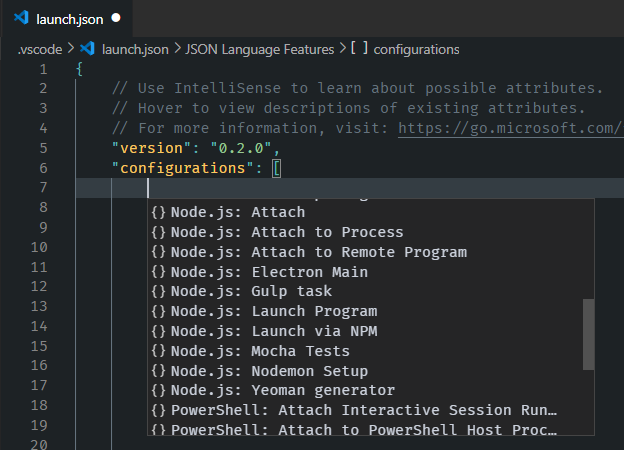 launch.json
.vscode > launch.json > JSON Language Features > [ ] configurations
1 {
2 // Use IntelliSense to learn about possible attributes.
3 // Hover to view descriptions of existing attributes.
4 // For more information, visit: https://go.microsoft.com/
5 "version": "0.2.0",
6 "configurations": [
7
8 {} Node.js: Attach
9 {} Node.js: Attach to Process
10 {} Node.js: Attach to Remote Program
11 {} Node.js: Electron Main
12 {} Node.js: Gulp task
13 {} Node.js: Launch Program
14 {} Node.js: Launch via NPM
15 {} Node.js: Mocha Tests
16 {} Node.js: Nodemon Setup
17 {} Node.js: Yeoman generator
18 {} PowerShell: Attach Interactive Session Run…
19 {} PowerShell: Attach to PowerShell Host Proc…
20